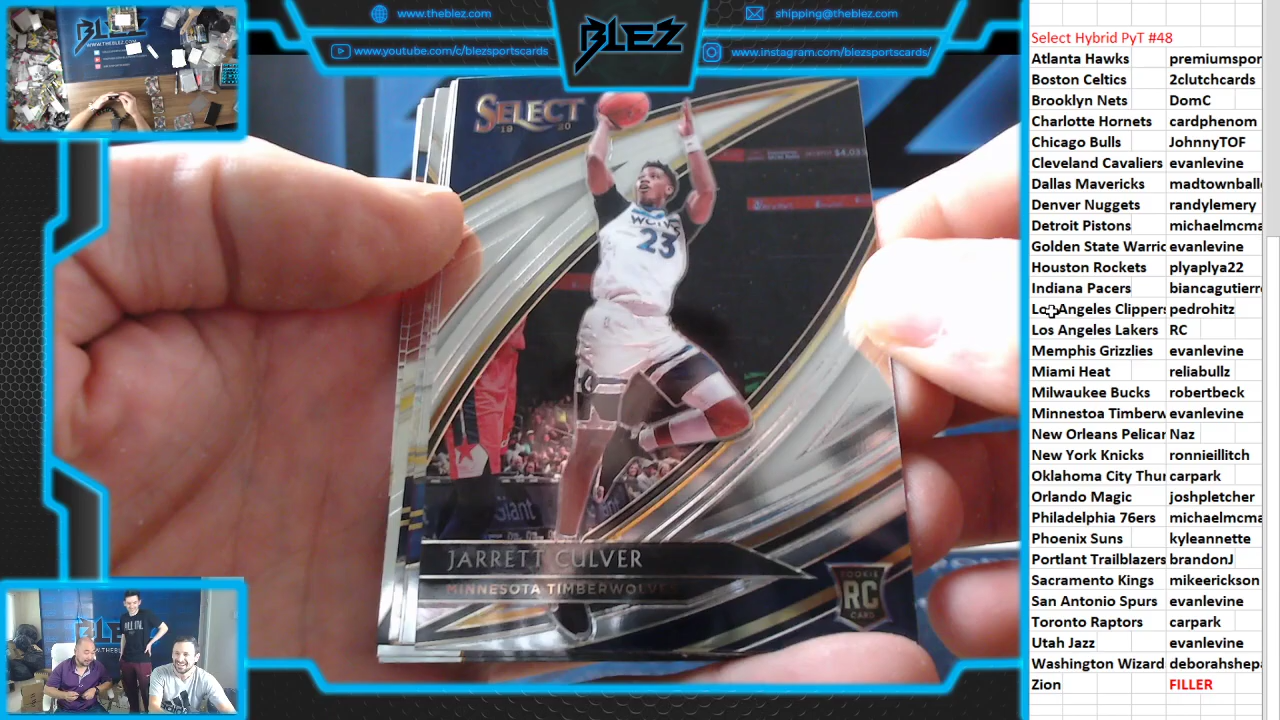 www.theblez.com
shipping@theblez.com
www.youtube.com/c/blezsportscards
www.instagram.com/blezsportscards/
BLEZ
SELECT
19 20
WOLVES
23
Giant
JARRETT CULVER
MINNESOTA TIMBERWOLVES
ROOKIE
RC
CARD
Select Hybrid PyT #48
Atlanta Hawks premiumspor
Boston Celtics 2clutchcards
Brooklyn Nets DomC
Charlotte Hornets cardphenom
Chicago Bulls JohnnyTOF
Cleveland Cavaliers evanlevine
Dallas Mavericks madtownball
Denver Nuggets randylemery
Detroit Pistons michaelmcma
Golden State Warric evanlevine
Houston Rockets plyaplya22
Indiana Pacers biancagutierr
Los Angeles Clippers pedrohitz
Los Angeles Lakers RC
Memphis Grizzlies evanlevine
Miami Heat reliabullz
Milwaukee Bucks robertbeck
Minnestoa Timberw evanlevine
New Orleans Pelicar Naz
New York Knicks ronnieillitch
Oklahoma City Thu carpark
Orlando Magic joshpletcher
Philadelphia 76ers michaelmcma
Phoenix Suns kyleannette
Portlant Trailblazers brandonJ
Sacramento Kings mikeerickson
San Antonio Spurs evanlevine
Toronto Raptors carpark
Utah Jazz evanlevine
Washington Wizard deborahshepa
Zion FILLER